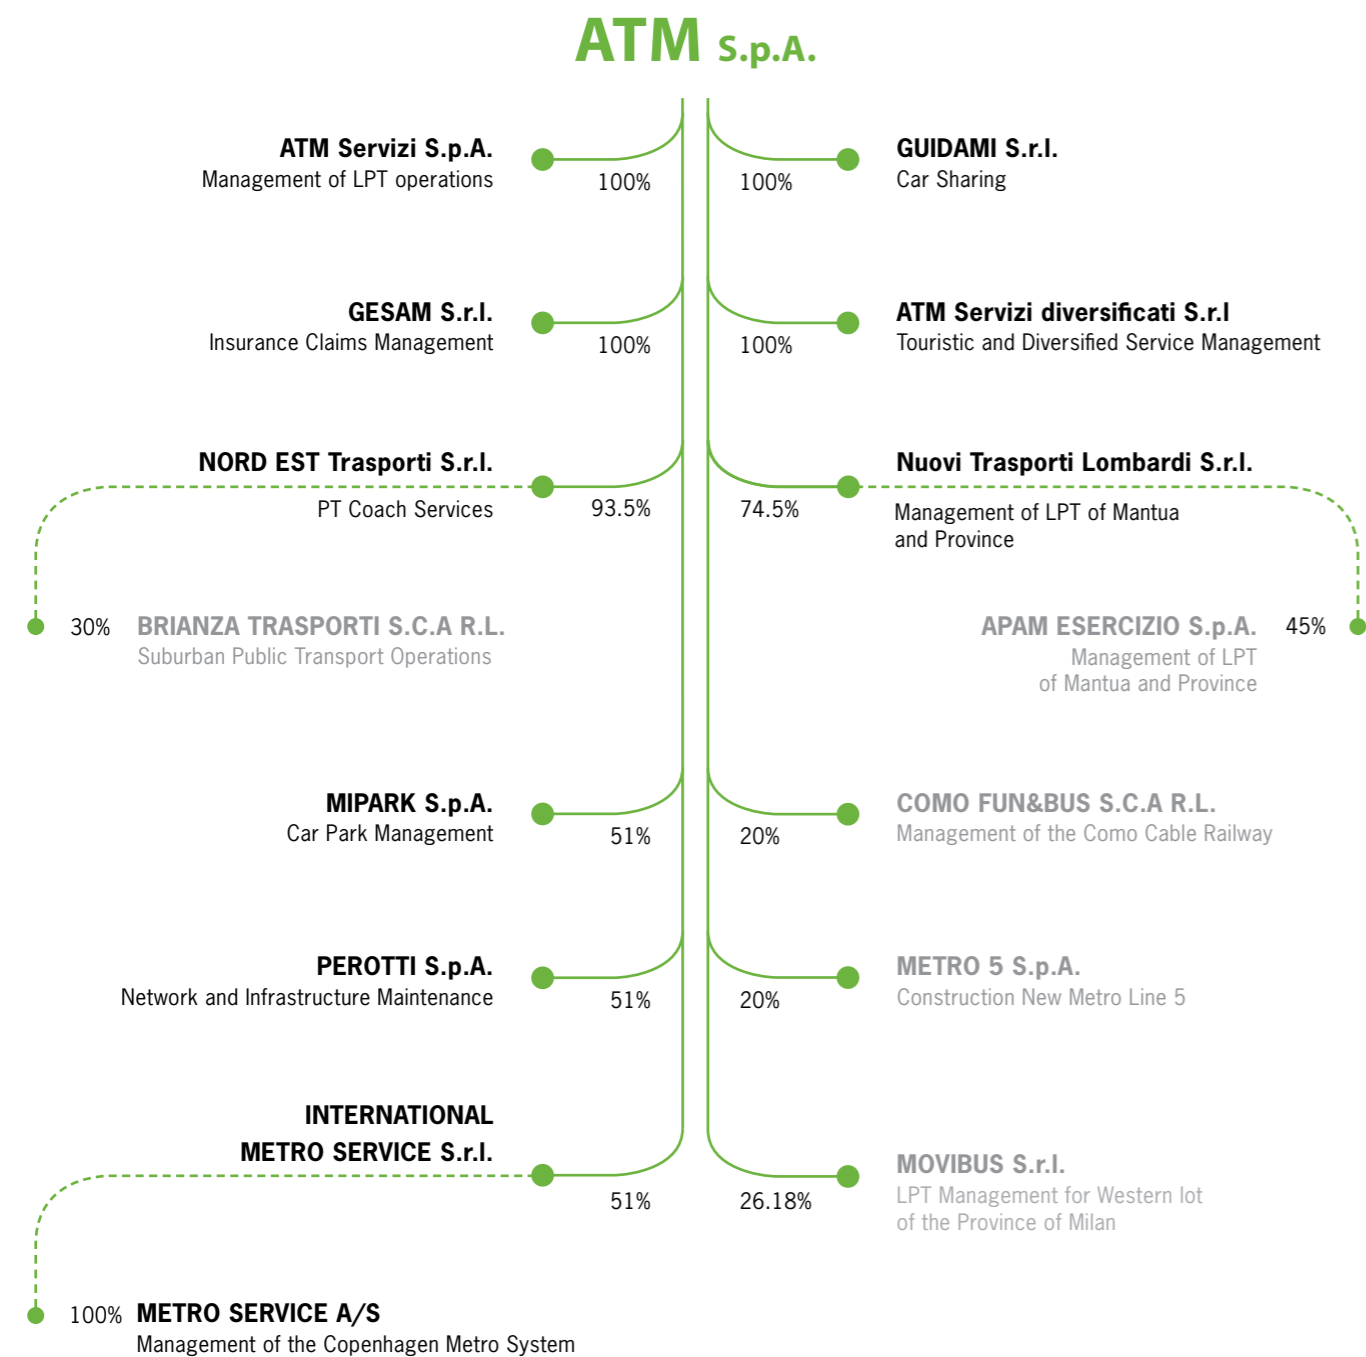 ATM S.p.A.
ATM Servizi S.p.A.
Management of LPT operations
100%
100%
GUIDAMI S.r.l.
Car Sharing
GESAM S.r.l.
Insurance Claims Management
100%
100%
ATM Servizi diversificati S.r.l
Touristic and Diversified Service Management
NORD EST Trasporti S.r.l.
PT Coach Services
93.5%
74.5%
Nuovi Trasporti Lombardi S.r.l.
Management of LPT of Mantua
and Province
30%
BRIANZA TRASPORTI S.C.A R.L.
Suburban Public Transport Operations
APAM ESERCIZIO S.p.A.
45%
Management of LPT
of Mantua and Province
MIPARK S.p.A.
Car Park Management
51%
20%
COMO FUN&BUS S.C.A R.L.
Management of the Como Cable Railway
PEROTTI S.p.A.
Network and Infrastructure Maintenance
51%
20%
METRO 5 S.p.A.
Construction New Metro Line 5
INTERNATIONAL
METRO SERVICE S.r.l.
51%
26.18%
MOVIBUS S.r.l.
LPT Management for Western lot
of the Province of Milan
100%
METRO SERVICE A/S
Management of the Copenhagen Metro System